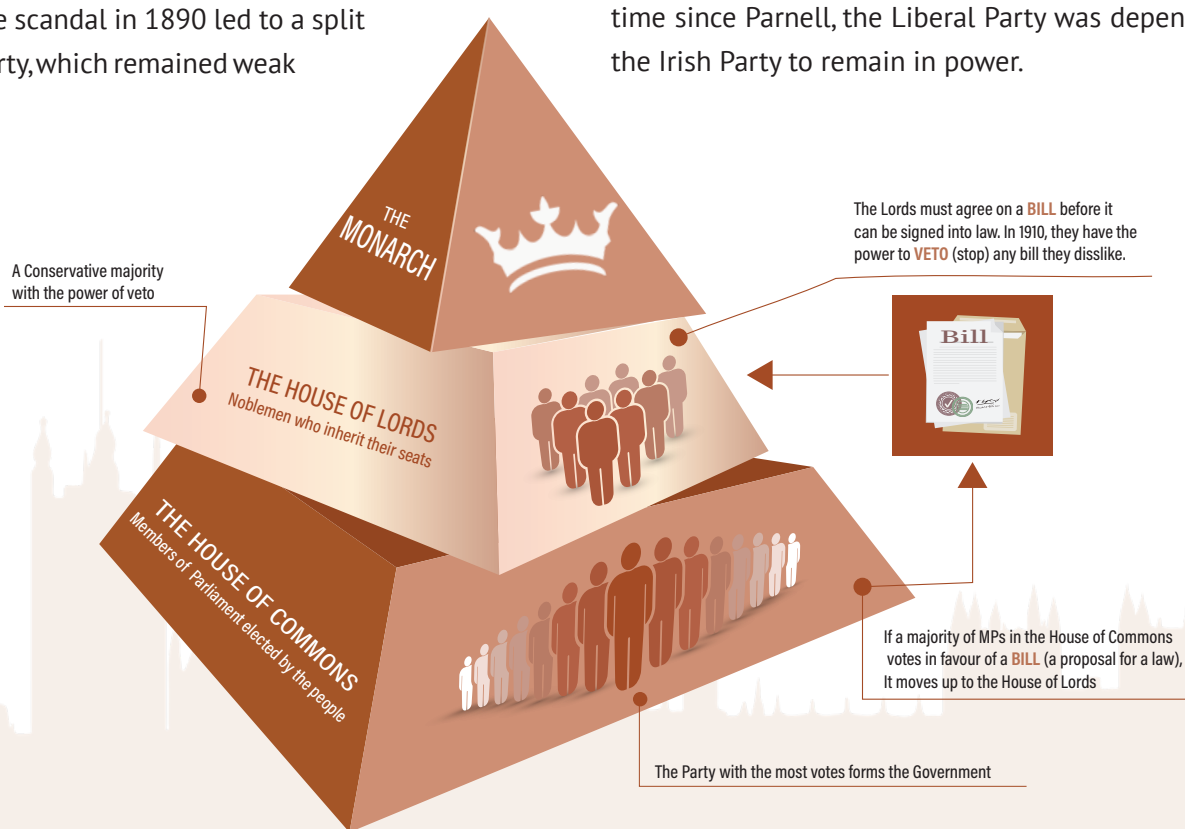 e scandal in 1890 led to a split
arty, which remained weak
time since Parnell, the Liberal Party was depen
the Irish Party to remain in power.
THE
MONARCH
The Lords must agree on a BILL before it
can be signed into law. In 1910, they have the
power to VETO (stop) any bill they dislike.
A Conservative majority
with the power of veto
Bill
THE HOUSE OF LORDS
Noblemen who inherit their seats
THE HOUSE OF COMMONS
Members of Parliament elected by the people
If a majority of MPs in the House of Commons
votes in favour of a BILL (a proposal for a law),
It moves up to the House of Lords
The Party with the most votes forms the Government